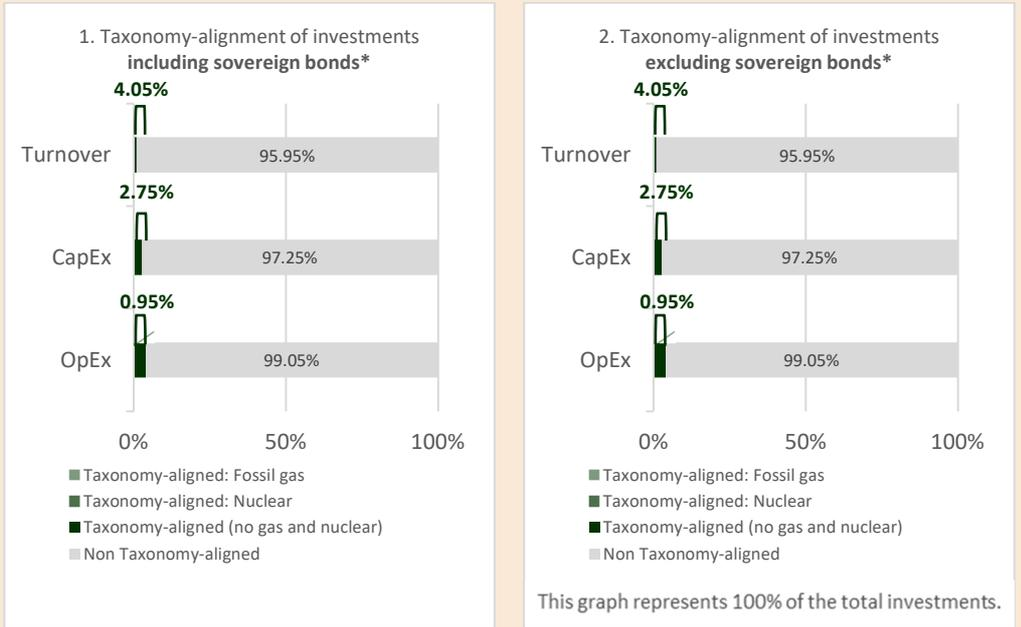 1. Taxonomy-alignment of investments
including sovereign bonds*
4.05%
Turnover
95.95%
2.75%
CapEx
97.25%
0.95%
OpEx
99.05%
0%
50%
100%
Taxonomy-aligned: Fossil gas
Taxonomy-aligned: Nuclear
Taxonomy-aligned (no gas and nuclear)
Non Taxonomy-aligned
2. Taxonomy-alignment of investments
excluding sovereign bonds*
4.05%
Turnover
95.95%
2.75%
CapEx
97.25%
0.95%
OpEx
99.05%
0%
50%
100%
Taxonomy-aligned: Fossil gas
Taxonomy-aligned: Nuclear
Taxonomy-aligned (no gas and nuclear)
Non Taxonomy-aligned
This graph represents 100% of the total investments.